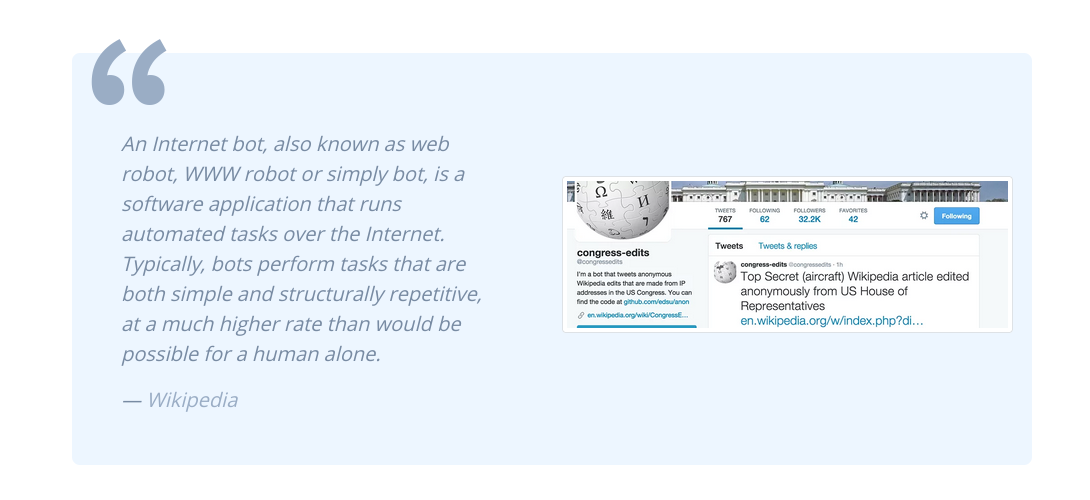 “
An Internet bot, also known as web
robot, WWW robot or simply bot, is a
software application that runs
automated tasks over the Internet.
Typically, bots perform tasks that are
both simple and structurally repetitive,
at a much higher rate than would be
possible for a human alone.
— Wikipedia
Ω
W
維
И
7
TWEETS FOLLOWING FOLLOWERS FAVORITES
767 62 32.2K 42
Following
congress-edits
@congressedits
I'm a bot that tweets anonymous
Wikipedia edits that are made from IP
addresses in the US Congress. You can
find the code at github.com/edsu/anon
en.wikipedia.org/wiki/CongressE...
Tweets Tweets & replies
congress-edits @congressedits · 1h
Top Secret (aircraft) Wikipedia article edited
anonymously from US House of
Representatives
en.wikipedia.org/w/index.php?di...